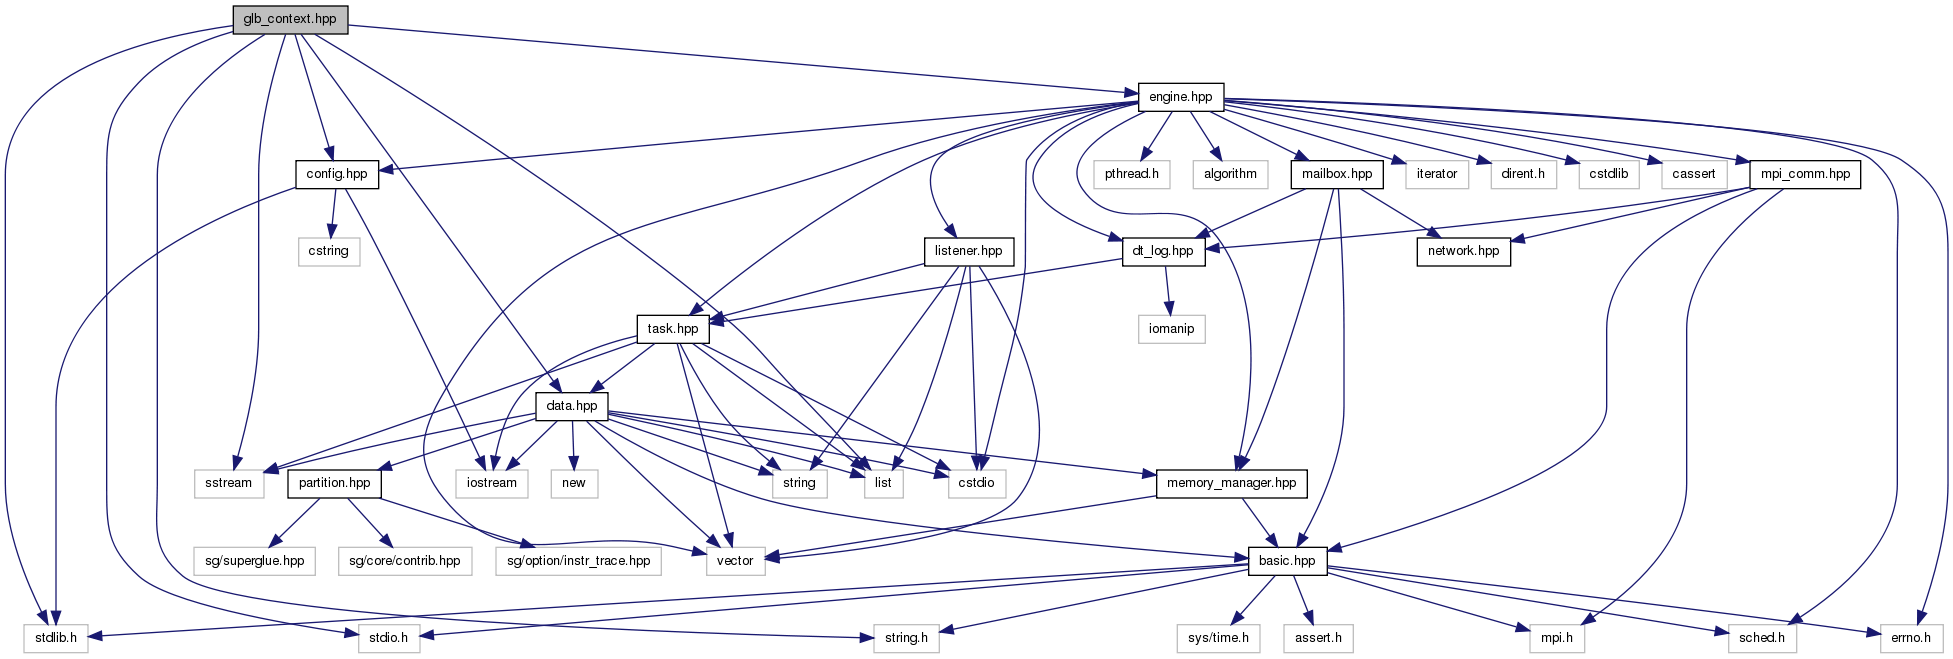 glb_context.hpp
engine.hpp
config.hpp
pthread.h
algorithm
mailbox.hpp
iterator
dirent.h
cstdlib
cassert
mpi_comm.hpp
cstring
listener.hpp
dt_log.hpp
network.hpp
task.hpp
iomanip
data.hpp
sstream
partition.hpp
iostream
new
string
list
cstdio
memory_manager.hpp
sg/superglue.hpp
sg/core/contrib.hpp
sg/option/instr_trace.hpp
vector
basic.hpp
stdlib.h
stdio.h
string.h
sys/time.h
assert.h
mpi.h
sched.h
errno.h